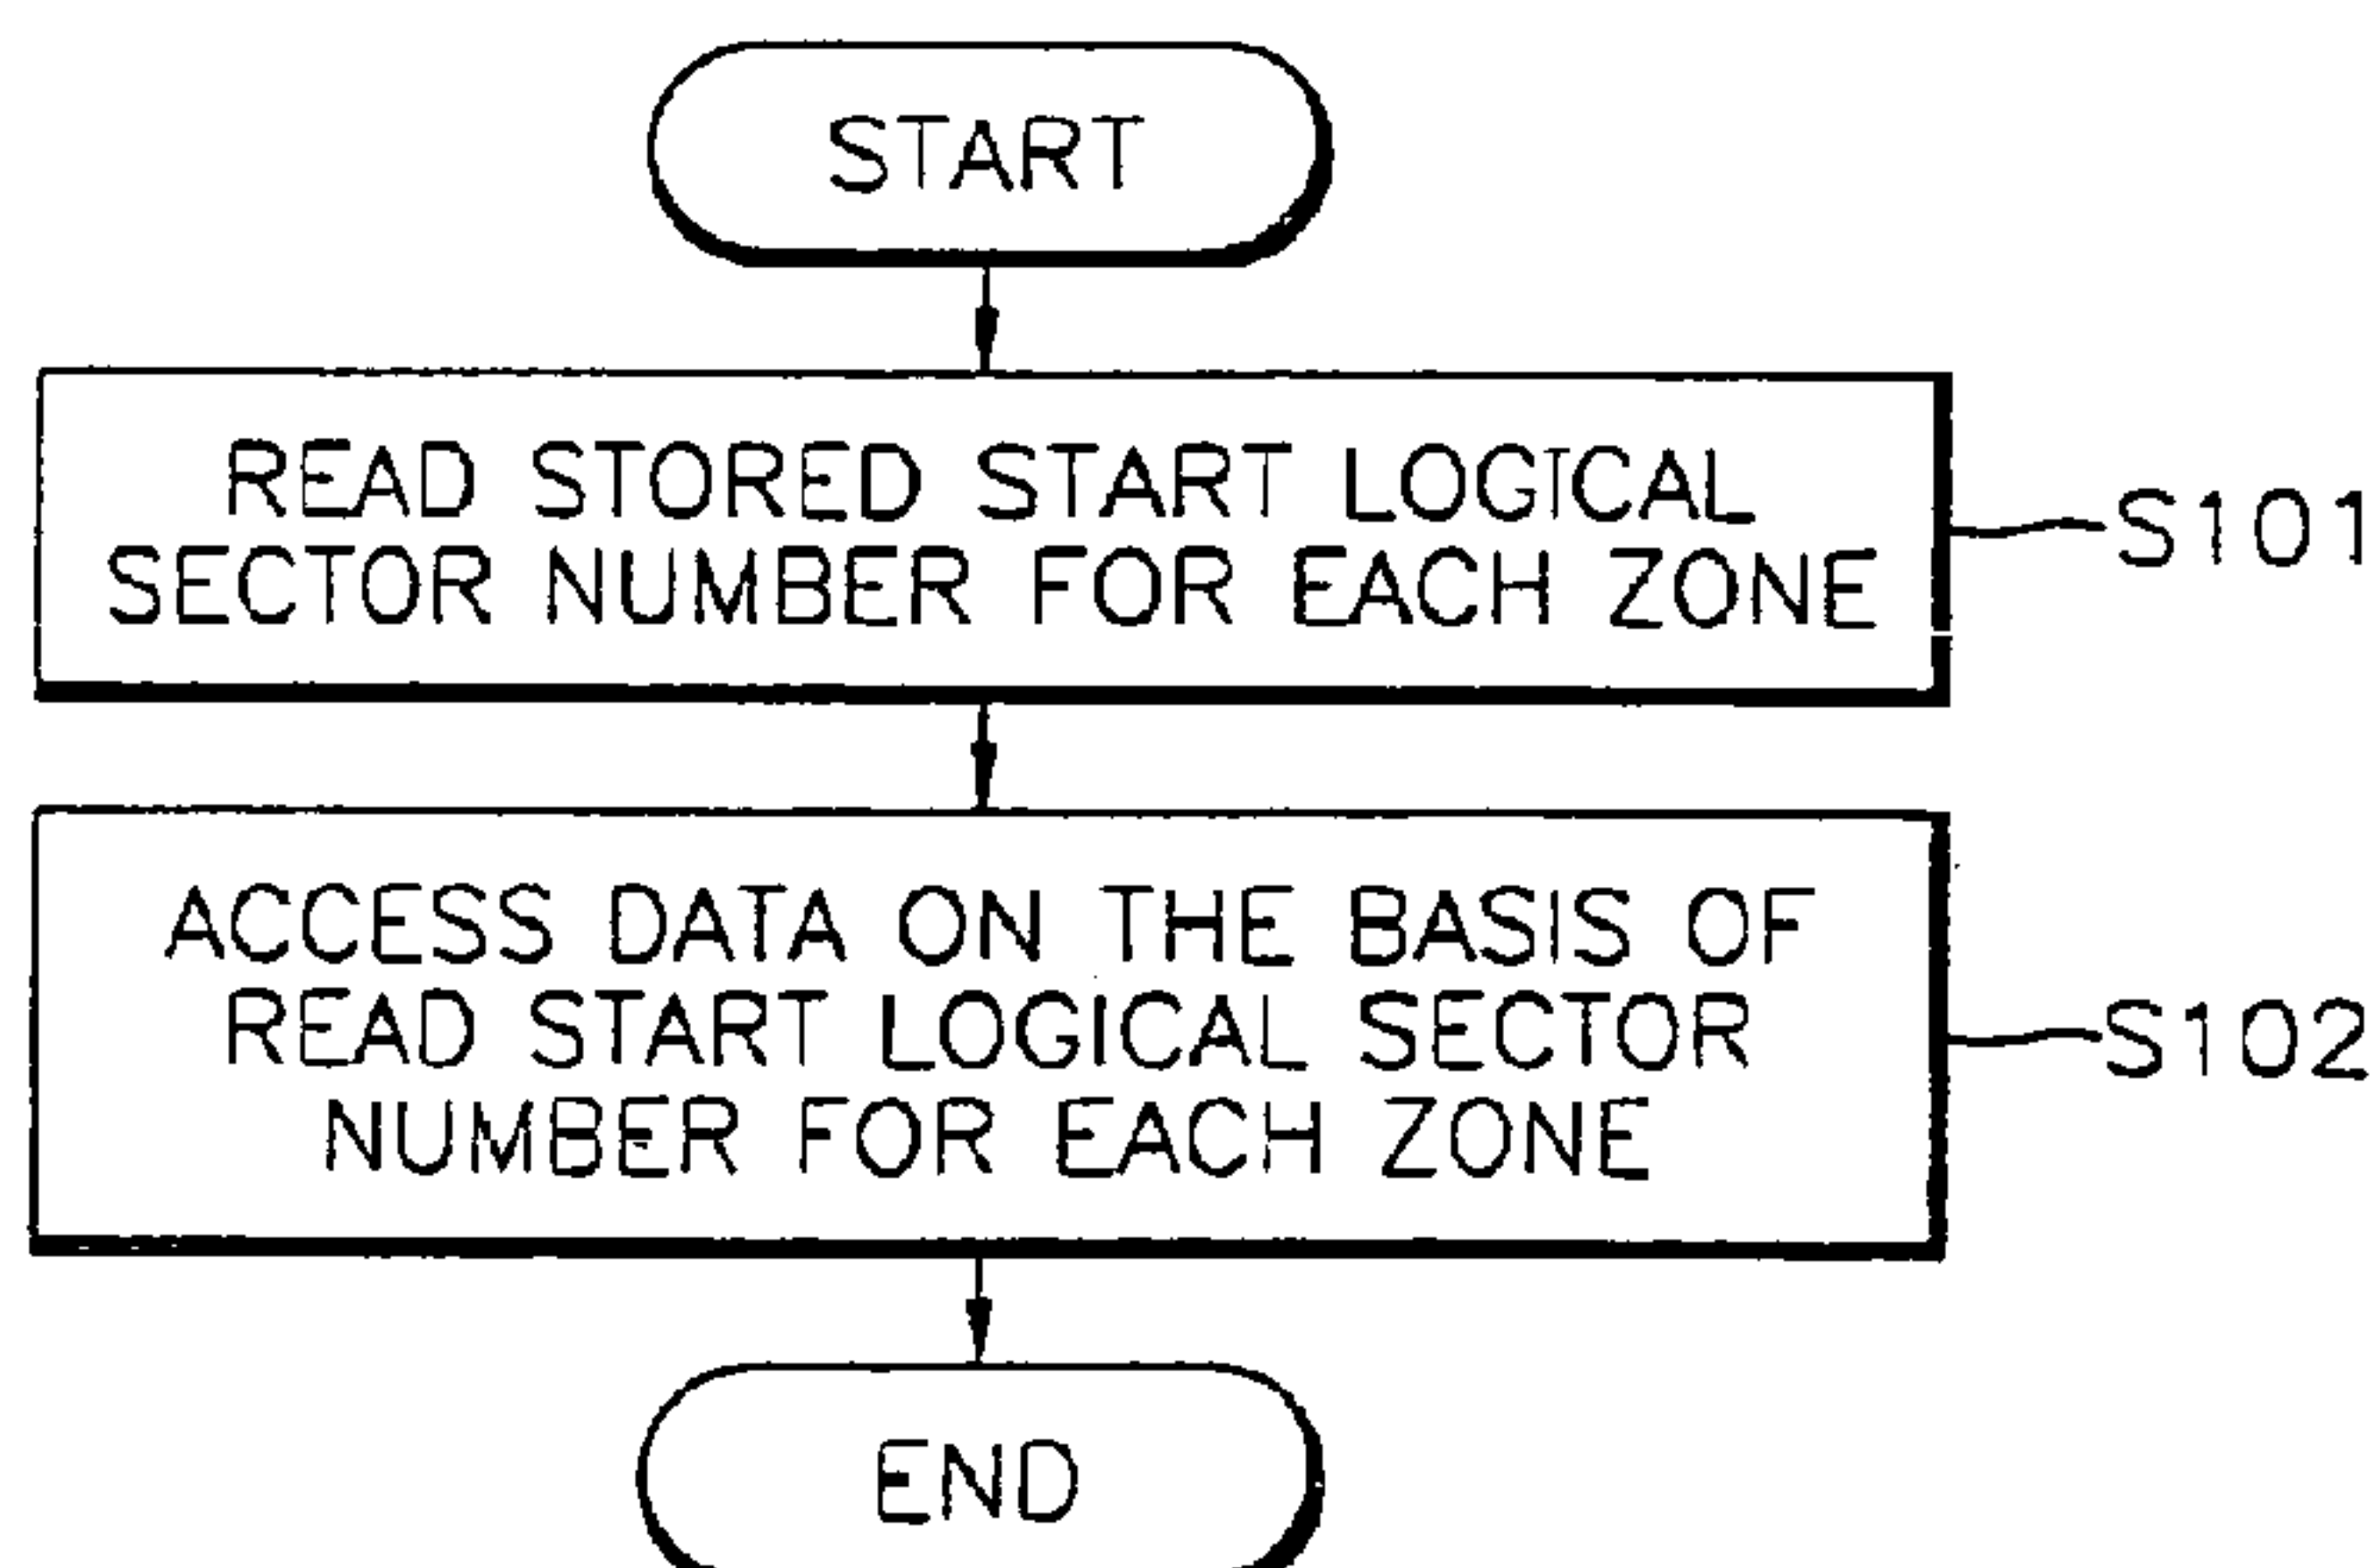 START
READ STORED START LOGICAL
SECTOR NUMBER FOR EACH ZONE
S101
ACCESS DATA ON THE BASIS OF
READ START LOGICAL SECTOR
NUMBER FOR EACH ZONE
S102
END